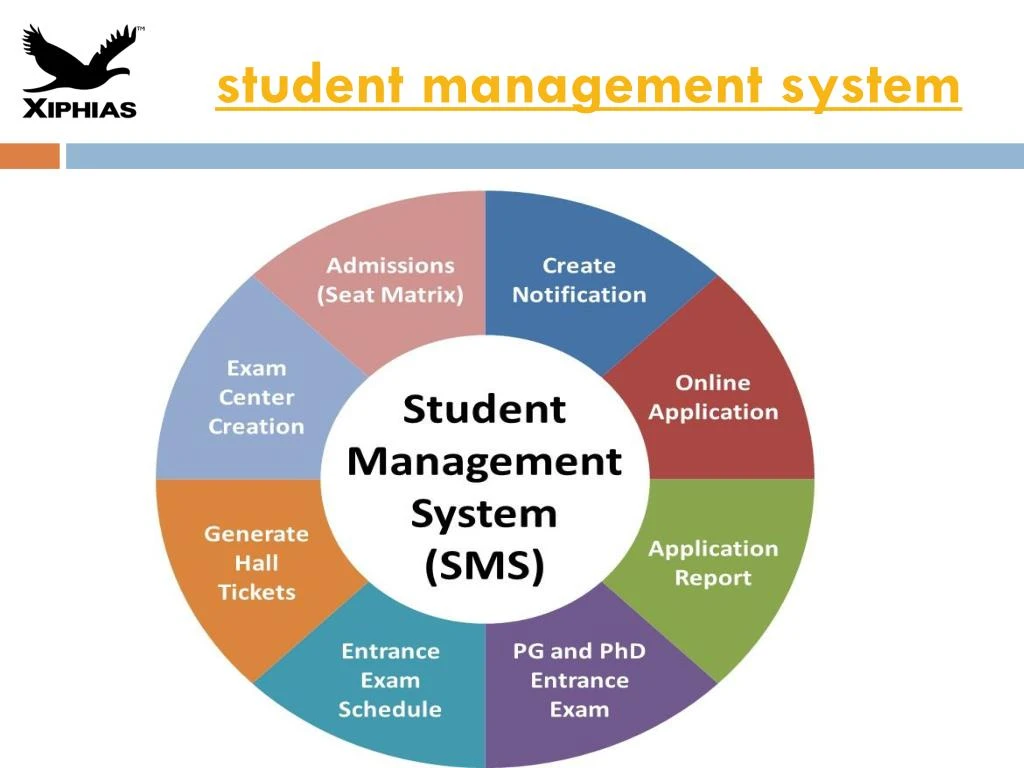 XIPHIAS™
student management system
Create
Notification
Online
Application
Application
Report
PG and PhD
Entrance
Exam
Entrance
Exam
Schedule
Generate
Hall
Tickets
Exam
Center
Creation
Admissions
(Seat Matrix)
Student
Management
System
(SMS)